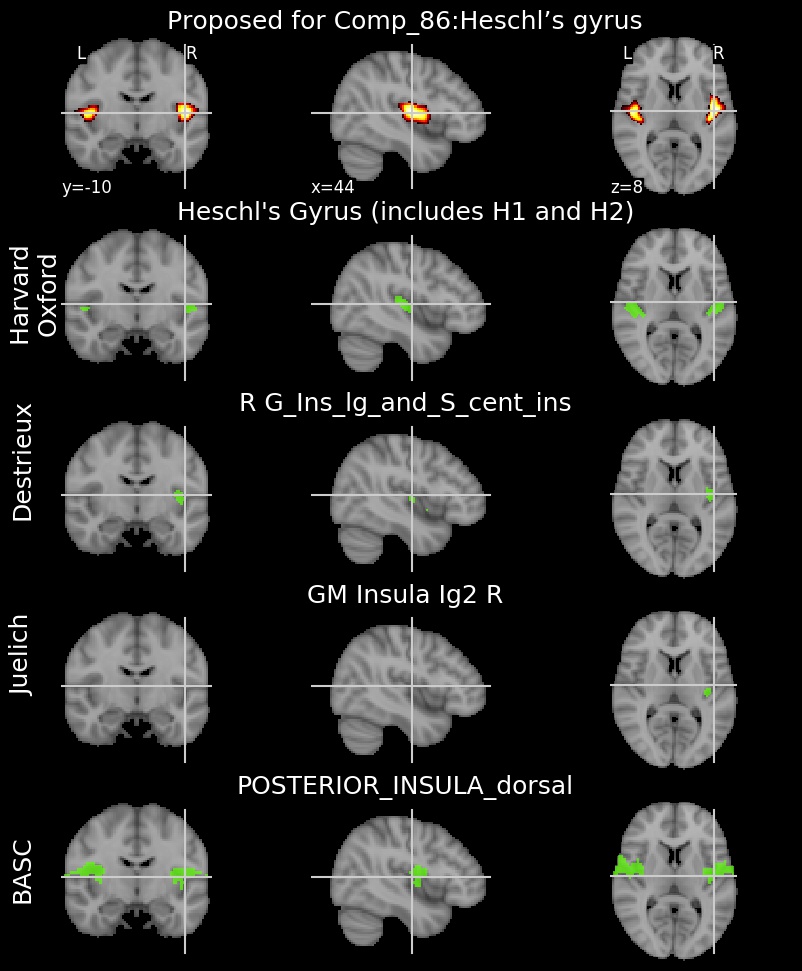 Proposed for Comp_86:Heschl’s gyrus
L R L R
y=-10 x=44 z=8
Heschl's Gyrus (includes H1 and H2)
Harvard
Oxford
R G_Ins_lg_and_S_cent_ins
Destrieux
GM Insula Ig2 R
Juelich
POSTERIOR_INSULA_dorsal
BASC